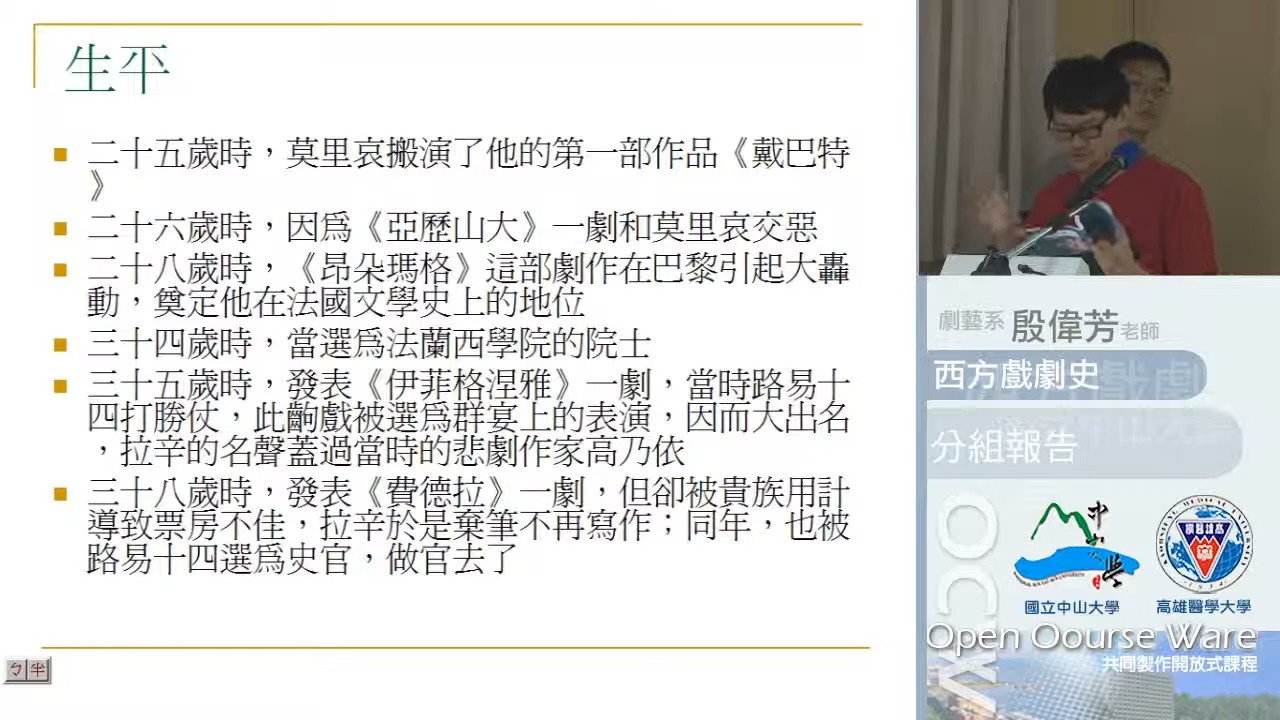 生平
二十五歲時，莫里哀搬演了他的第一部作品《戴巴特
》
二十六歲時，因為《亞歷山大》一劇和莫里哀交惡
二十八歲時，《昂朵瑪格》這部劇作在巴黎引起大轟
動，奠定他在法國文學史上的地位
三十四歲時，當選為法蘭西學院的院士
三十五歲時，發表《伊菲格涅雅》一劇，當時路易十
四打勝仗，此齣戲被選為群宴上的表演，因而大出名
，拉辛的名聲蓋過當時的悲劇作家高乃依
三十八歲時，發表《費德拉》一劇，但卻被貴族用計
導致票房不佳，拉辛於是棄筆不再寫作；同年，也被
路易十四選為史官，做官去了
ㄅ半
劇藝系 殷偉芳老師
西方戲劇史
分組報告
OCW
中山大學
國立中山大學
高雄醫學大學
Open Oourse Ware
共同製作開放式課程